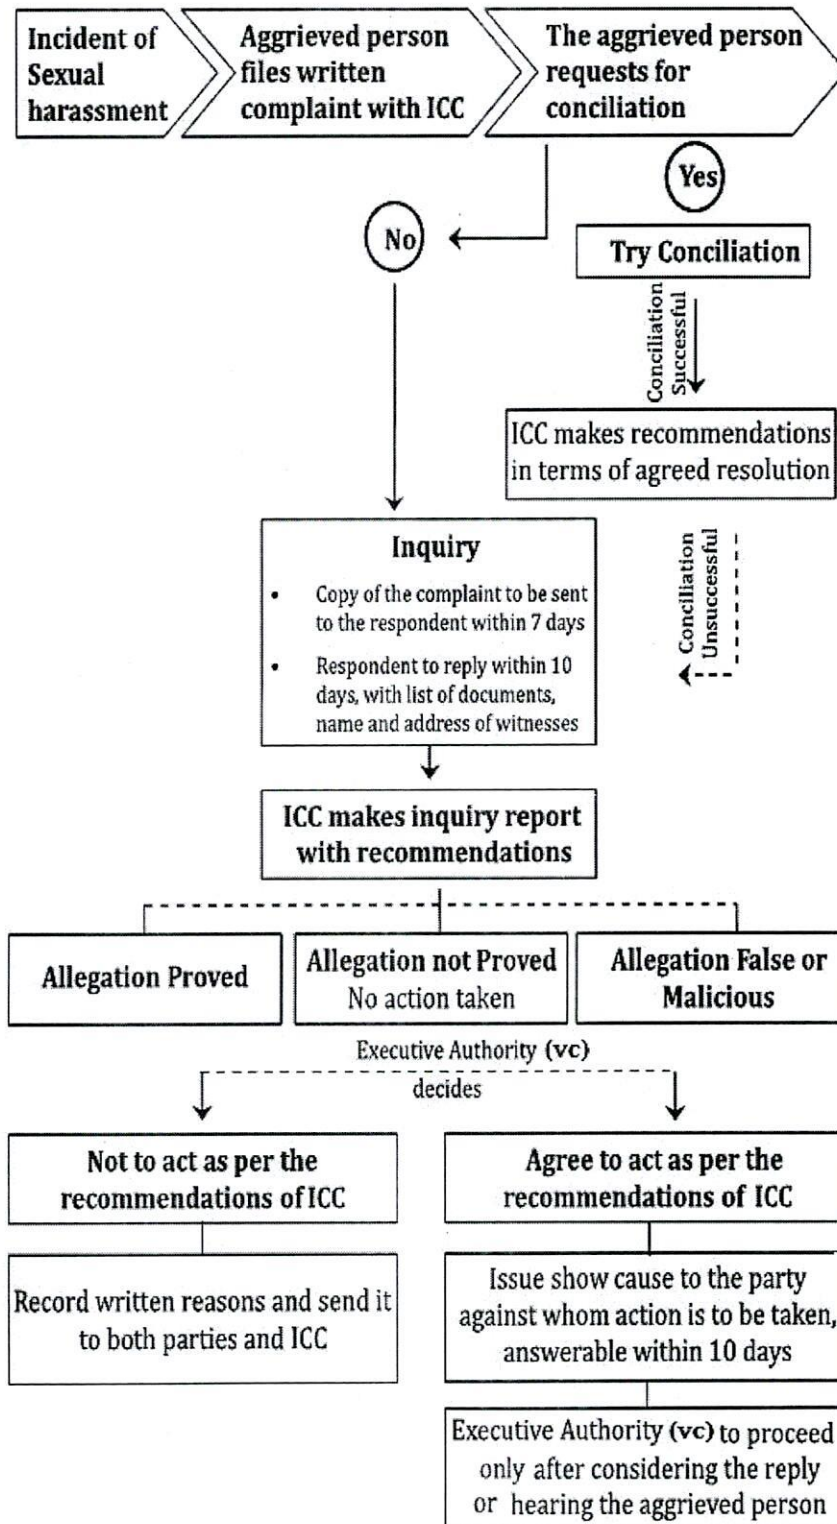 Incident of
Sexual
harassment
Aggrieved person
files written
complaint with ICC
The aggrieved person
requests for
conciliation
Yes
No
Try Conciliation
Conciliation
Successful
ICC makes recommendations
in terms of agreed resolution
Conciliation
Unsuccessful
Inquiry
• Copy of the complaint to be sent
to the respondent within 7 days
• Respondent to reply within 10
days, with list of documents,
name and address of witnesses
ICC makes inquiry report
with recommendations
Allegation Proved
Allegation not Proved
No action taken
Allegation False or
Malicious
Executive Authority (vc)
decides
Not to act as per the
recommendations of ICC
Agree to act as per the
recommendations of ICC
Record written reasons and send it
to both parties and ICC
Issue show cause to the party
against whom action is to be taken,
answerable within 10 days
Executive Authority (vc) to proceed
only after considering the reply
or hearing the aggrieved person